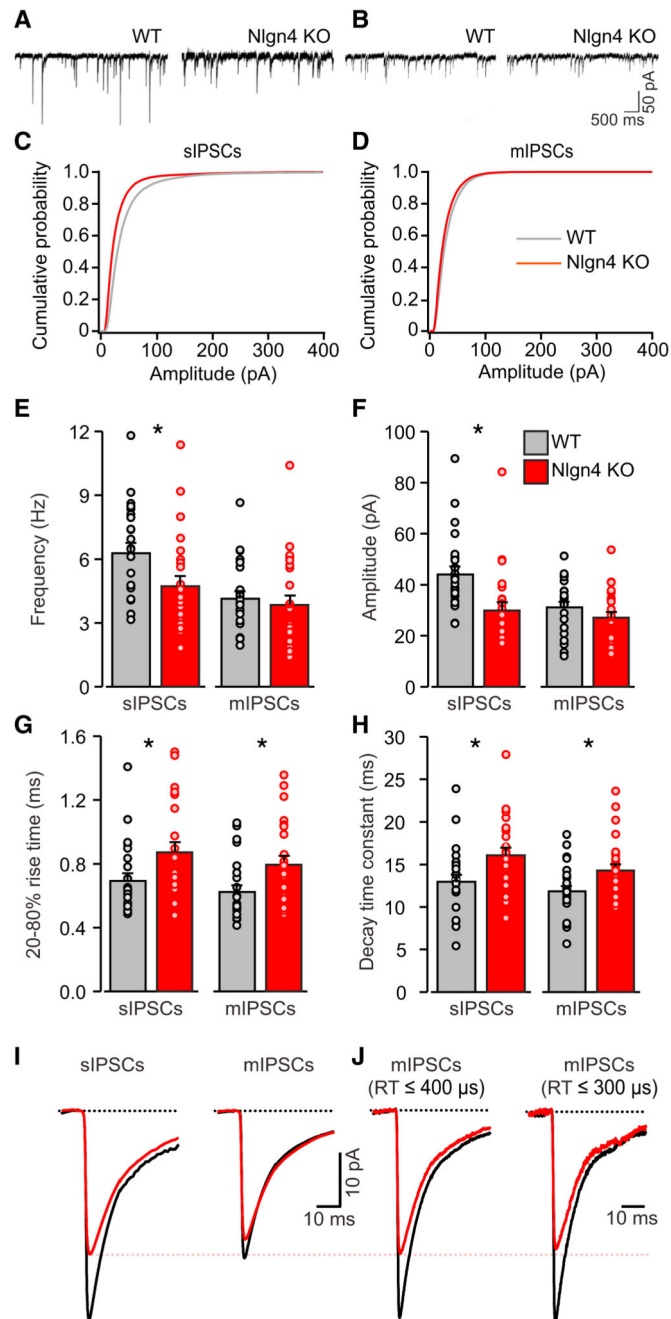 A
WT
Nlgn4 KO
B
WT
Nlgn4 KO
50 pA
500 ms
C
sIPSCs
Cumulative probability
1.0
0.8
0.6
0.4
0.2
0
0
100
200
300
400
Amplitude (pA)
D
mIPSCs
Cumulative probability
1.0
0.8
0.6
0.4
0.2
0
WT
Nlgn4 KO
0
100
200
300
400
Amplitude (pA)
E
Frequency (Hz)
12
9
6
3
0
*
sIPSCs
mIPSCs
F
Amplitude (pA)
100
80
60
40
20
0
*
WT
Nlgn4 KO
sIPSCs
mIPSCs
G
20-80% rise time (ms)
1.6
1.2
0.8
0.4
0.0
*
*
sIPSCs
mIPSCs
H
Decay time constant (ms)
30
25
20
15
10
5
0
*
*
sIPSCs
mIPSCs
I
sIPSCs
mIPSCs
10 pA
10 ms
J
mIPSCs
(RT ≤ 400 µs)
mIPSCs
(RT ≤ 300 µs)
10 ms